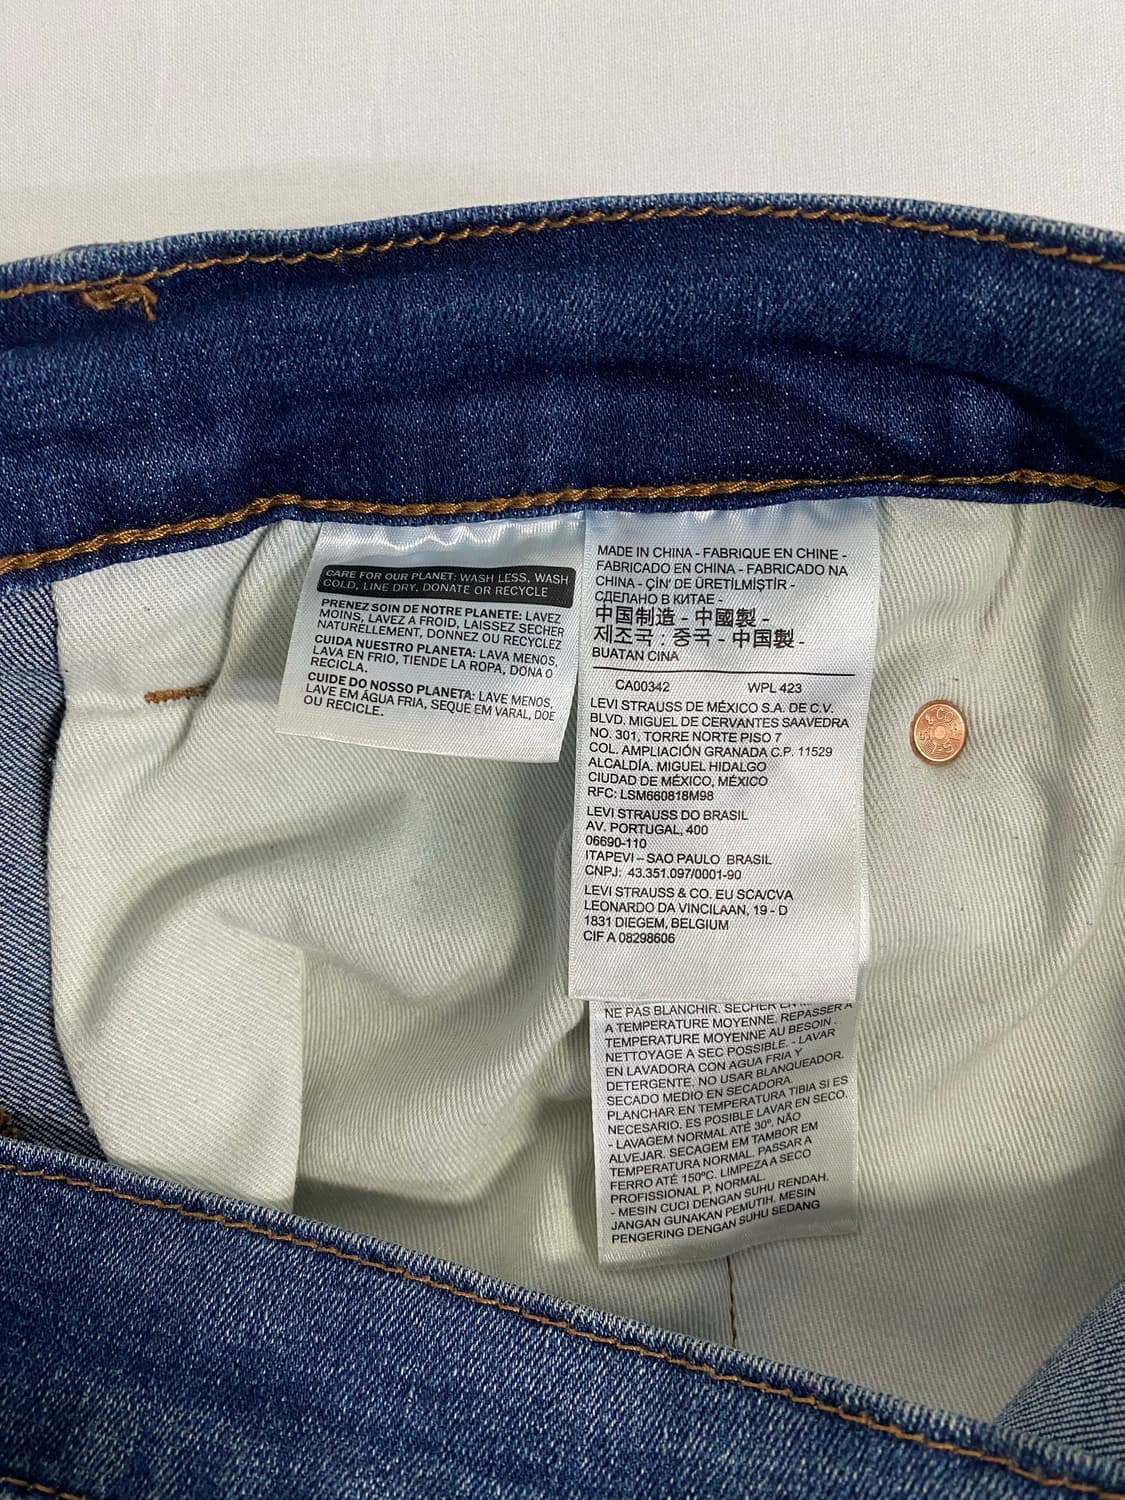 CARE FOR OUR PLANET: WASH LESS, WASH
COLD, LINE DRY, DONATE OR RECYCLE
PRENEZ SOIN DE NOTRE PLANETE: LAVEZ
MOINS, LAVEZ A FROID, LAISSEZ SECHER
NATURELLEMENT, DONNEZ OU RECYCLEZ
CUIDA NUESTRO PLANETA: LAVA MENOS,
LAVA EN FRIO, TIENDE LA ROPA, DONA O
RECICLA.
CUIDE DO NOSSO PLANETA: LAVE MENOS,
LAVE EM ÁGUA FRIA, SEQUE EM VARAL, DOE
OU RECICLE.
MADE IN CHINA - FABRIQUE EN CHINE -
FABRICADO EN CHINA - FABRICADO NA
CHINA - ÇİN' DE ÜRETİLMİŞTİR -
СДЕЛАНО В КИТАЕ -
中国制造 - 中國製 -
제조국 : 중국 - 中国製 -
BUATAN CINA
CA00342 WPL 423
LEVI STRAUSS DE MÉXICO S.A. DE C.V.
BLVD. MIGUEL DE CERVANTES SAAVEDRA
NO. 301, TORRE NORTE PISO 7
COL. AMPLIACIÓN GRANADA C.P. 11529
ALCALDÍA. MIGUEL HIDALGO
CIUDAD DE MÉXICO, MÉXICO
RFC: LSM660818M98
LEVI STRAUSS DO BRASIL
AV. PORTUGAL, 400
06690-110
ITAPEVI – SAO PAULO BRASIL
CNPJ: 43.351.097/0001-90
LEVI STRAUSS & CO. EU SCA/CVA
LEONARDO DA VINCILAAN, 19 - D
1831 DIEGEM, BELGIUM
CIF A 08298606
NE PAS BLANCHIR. SECHER EN
A TEMPERATURE MOYENNE. REPASSER A
TEMPERATURE MOYENNE AU BESOIN.
NETTOYAGE A SEC POSSIBLE. - LAVAR
EN LAVADORA CON AGUA FRIA Y
DETERGENTE. NO USAR BLANQUEADOR.
SECADO MEDIO EN SECADORA.
PLANCHAR EN TEMPERATURA TIBIA SI ES
NECESARIO. ES POSIBLE LAVAR EN SECO.
- LAVAGEM NORMAL ATÉ 30º. NÃO
ALVEJAR. SECAGEM EM TAMBOR EM
TEMPERATURA NORMAL. PASSAR A
FERRO ATÉ 150ºC. LIMPEZA A SECO
PROFISSIONAL P, NORMAL.
- MESIN CUCI DENGAN SUHU RENDAH.
JANGAN GUNAKAN PEMUTIH. MESIN
PENGERING DENGAN SUHU SEDANG